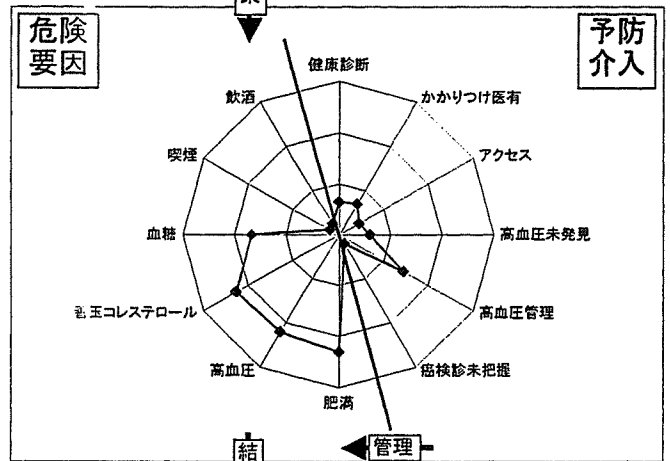 危険
要因
予防
介入
健康診断
飲酒
かかりつけ医有
喫煙
アクセス
血糖
高血圧未発見
玉コレステロール
高血圧管理
高血圧
癌検診未把握
肥満
結
管理